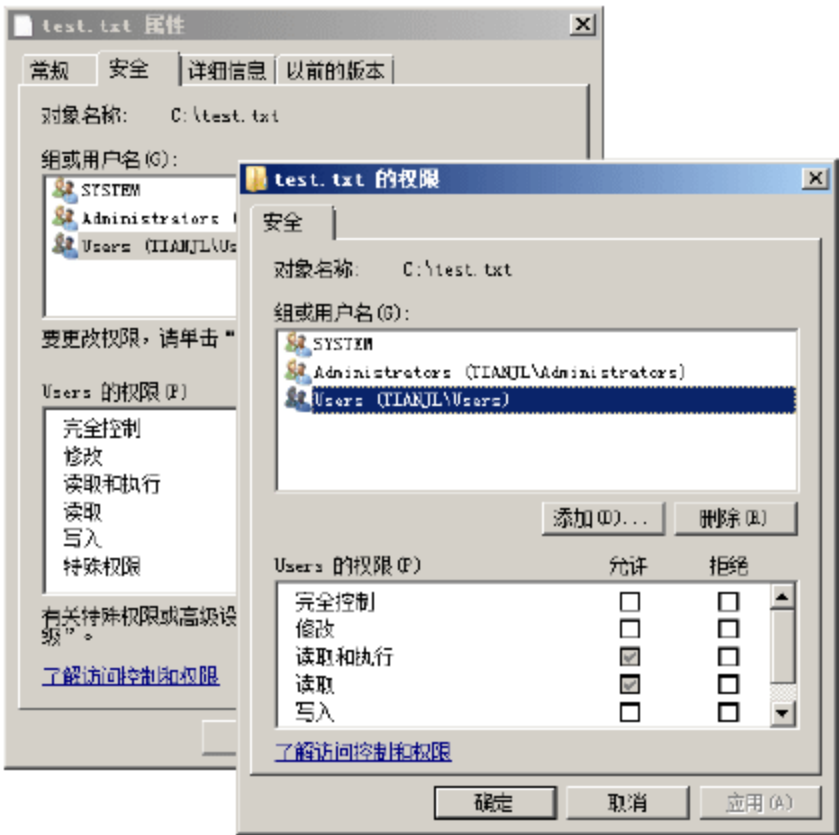 test.txt 属性
常规 安全 详细信息 以前的版本
对象名称: C:\test.txt
组或用户名(G):
SYSTEM
Administrators (
Users (TIANJL\Us
要更改权限，请单击“
Users 的权限(P)
完全控制
修改
读取和执行
读取
写入
特殊权限
有关特殊权限或高级设
级”。
了解访问控制和权限
test.txt 的权限
安全
对象名称: C:\test.txt
组或用户名(G):
SYSTEM
Administrators (TIANJL\Administrators)
Users (TIANJL\Users)
添加(D)... 删除(R)
Users 的权限(P) 允许 拒绝
完全控制
修改
读取和执行
读取
写入
了解访问控制和权限
确定 取消 应用(A)